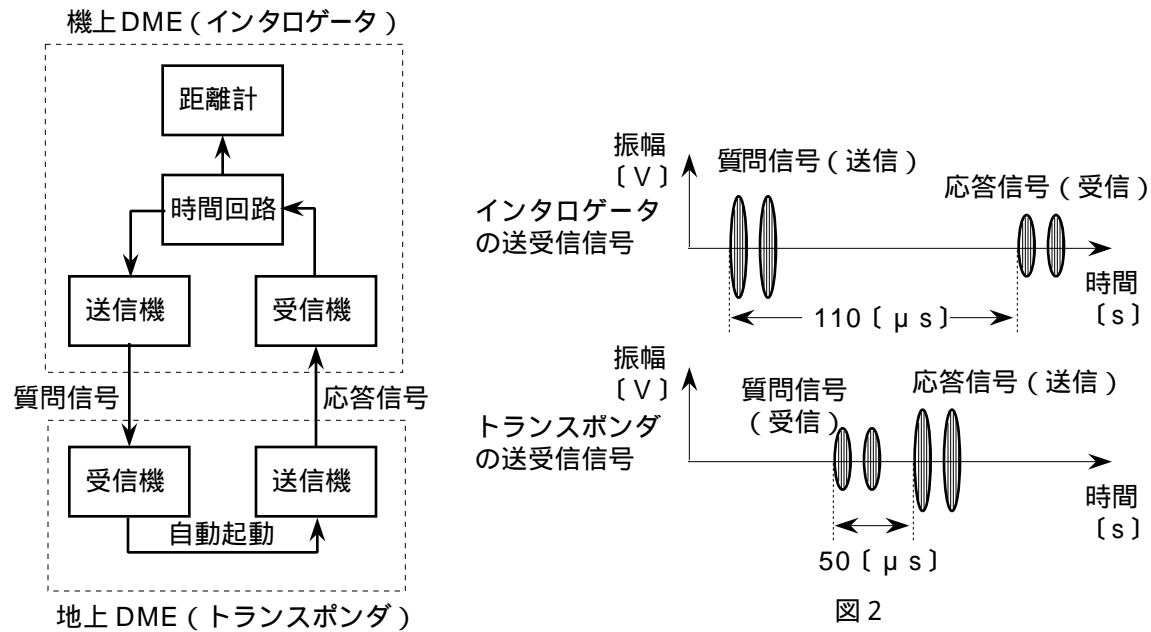 機上DME(インタロゲータ)
距離計
時間回路
送信機
受信機
質問信号
応答信号
受信機
送信機
自動起動
地上DME(トランスポンダ)
振幅
〔V〕
質問信号(送信)
応答信号(受信)
インタロゲータ
の送受信信号
時間
〔s〕
110〔μs〕
振幅
〔V〕
質問信号
(受信)
応答信号(送信)
トランスポンダ
の送受信信号
時間
〔s〕
50〔μs〕
図2